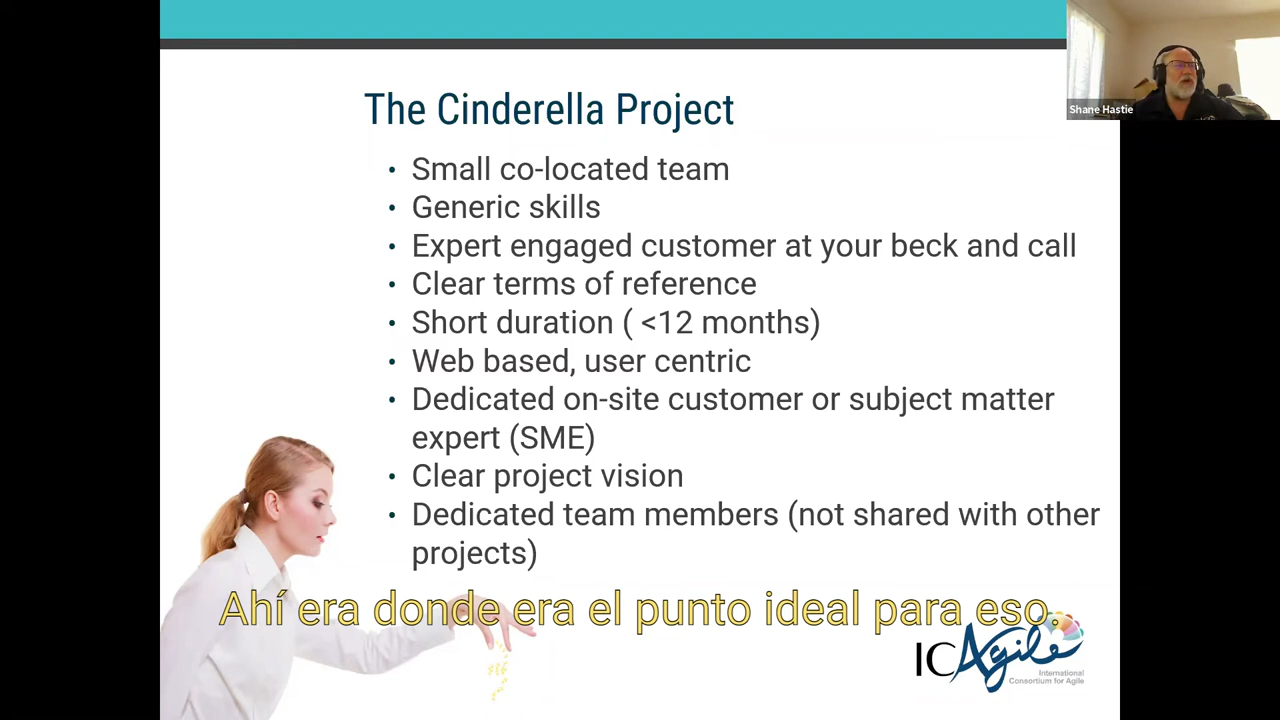 The Cinderella Project
Shane Hastie
• Small co-located team
• Generic skills
• Expert engaged customer at your beck and call
• Clear terms of reference
• Short duration ( <12 months)
• Web based, user centric
• Dedicated on-site customer or subject matter
expert (SME)
• Clear project vision
• Dedicated team members (not shared with other
projects)
Ahí era donde era el punto ideal para eso.
ICAgile
International
Consortium for Agile